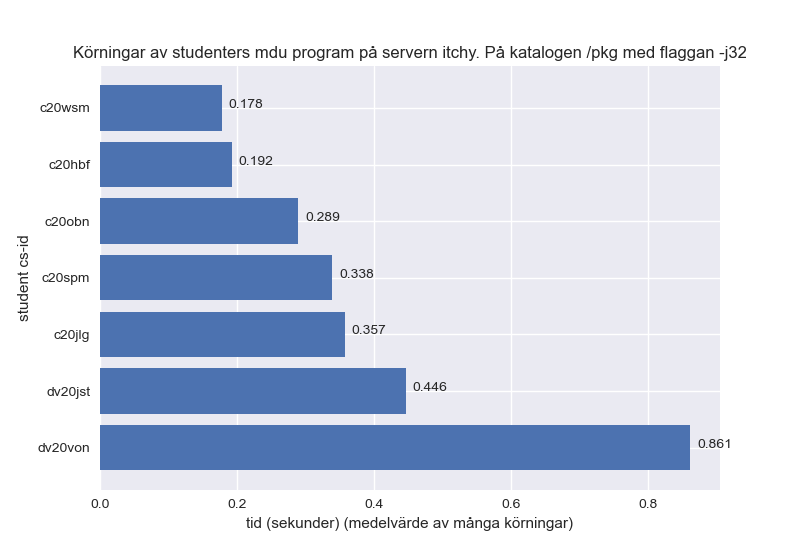 Körningar av studenters mdu program på servern itchy. På katalogen /pkg med flaggan -j32
student cs-id
c20wsm 0.178
c20hbf 0.192
c20obn 0.289
c20spm 0.338
c20jlg 0.357
dv20jst 0.446
dv20von 0.861
0.0 0.2 0.4 0.6 0.8
tid (sekunder) (medelvärde av många körningar)